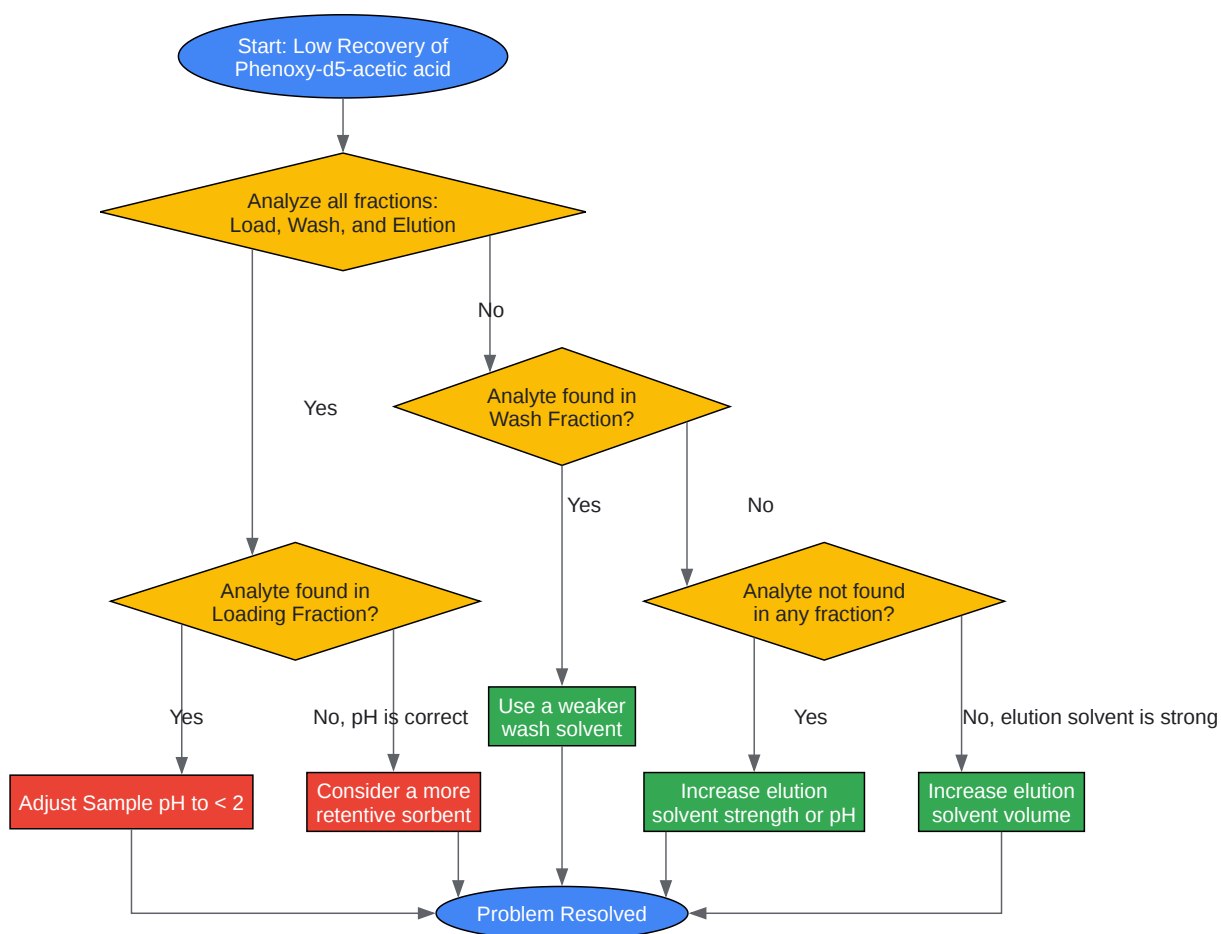 Start: Low Recovery of
Phenoxy-d5-acetic acid
Analyze all fractions:
Load, Wash, and Elution
No
Analyte found in
Wash Fraction?
Yes
Yes
No
Analyte found in
Loading Fraction?
Analyte not found
in any fraction?
Yes
No, pH is correct
Use a weaker
wash solvent
Yes
No, elution solvent is strong
Adjust Sample pH to < 2
Consider a more
retentive sorbent
Increase elution
solvent strength or pH
Increase elution
solvent volume
Problem Resolved